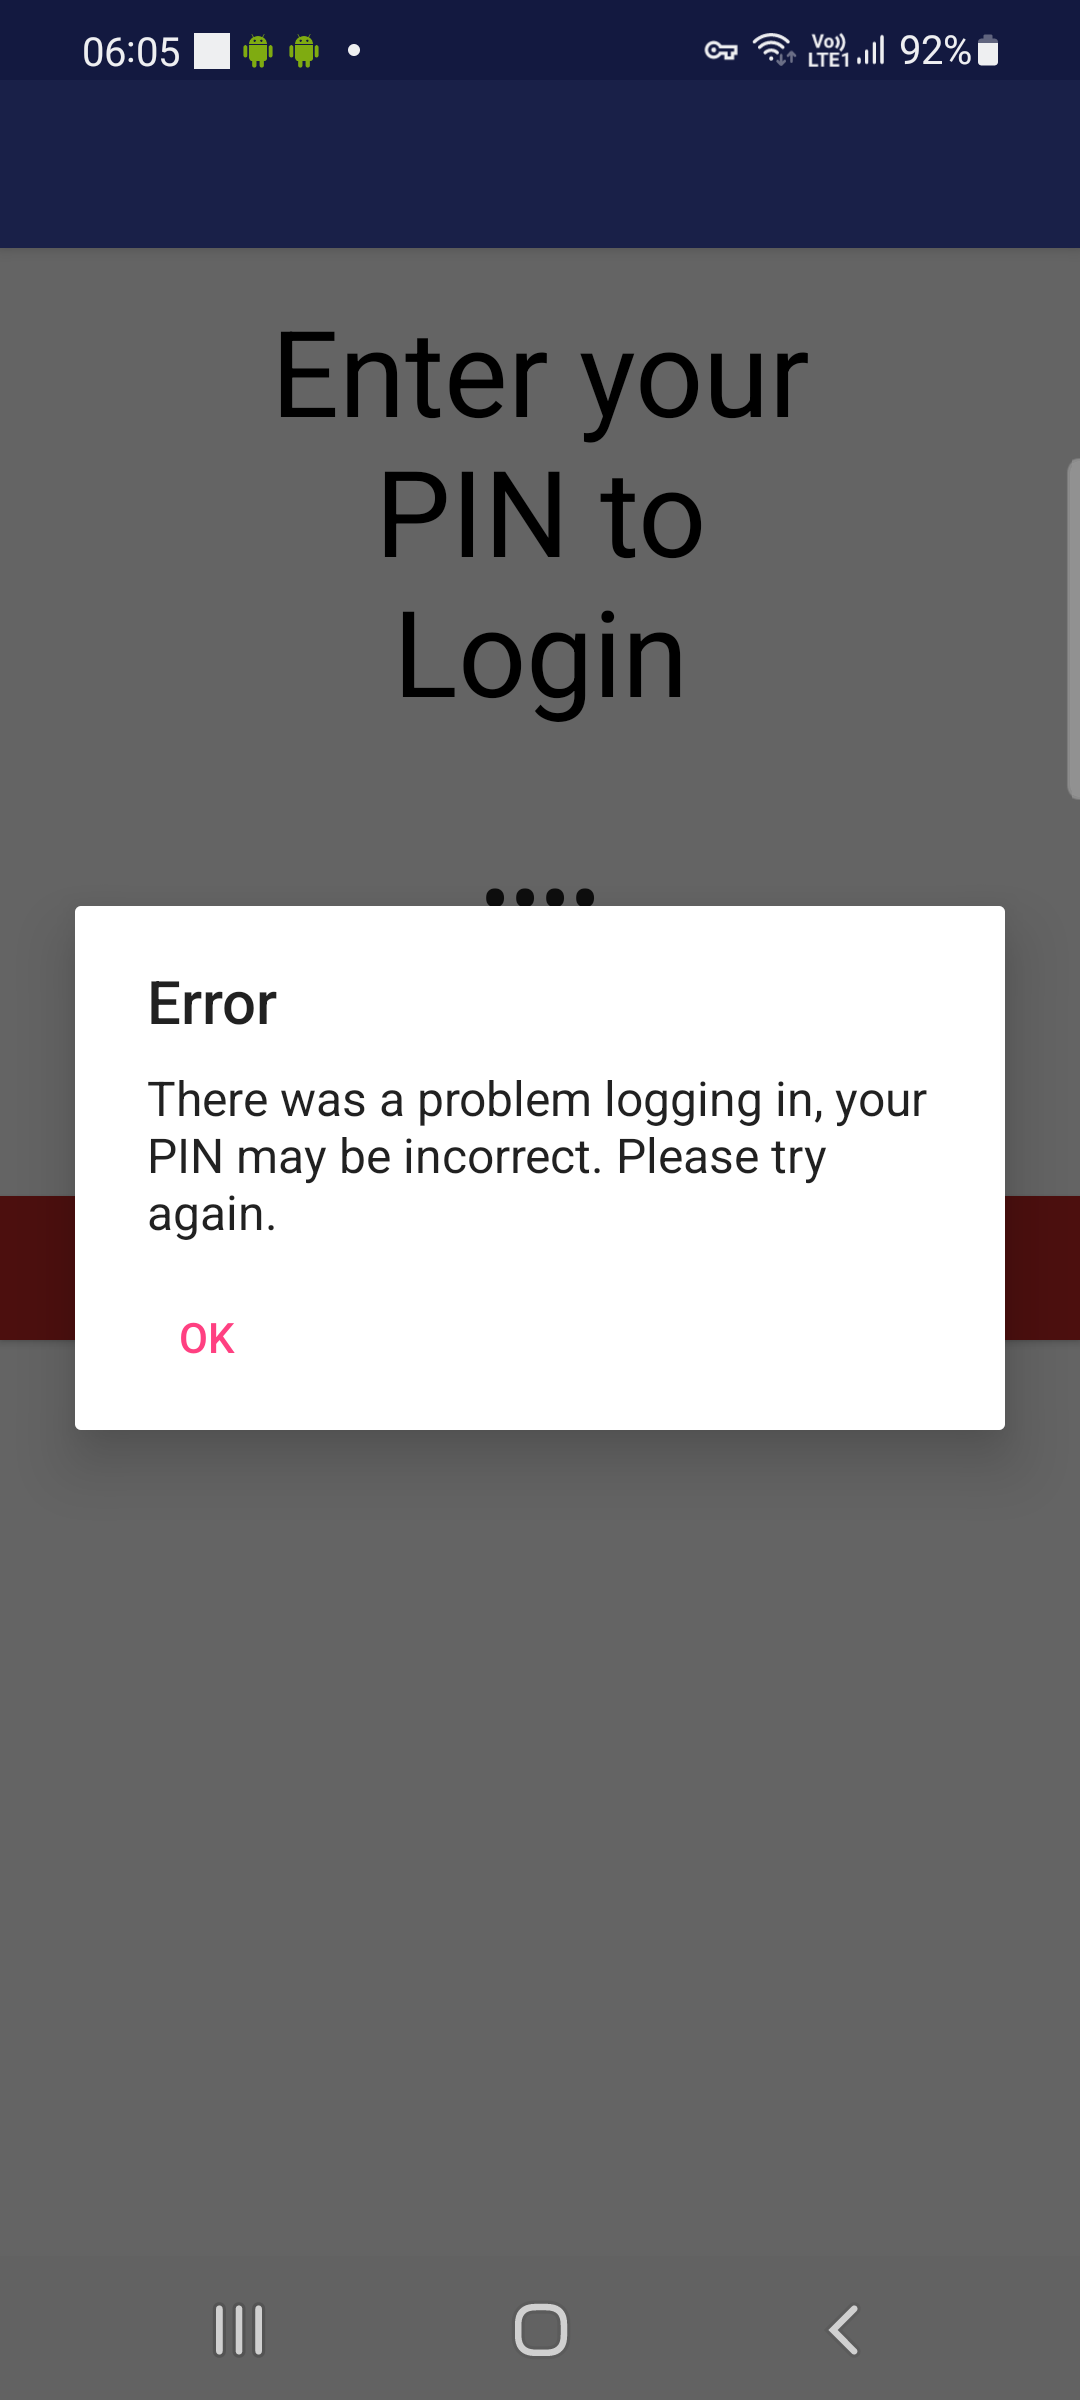 06:05
Vo)) LTE1 92%
Enter your
PIN to
Login
Error
There was a problem logging in, your
PIN may be incorrect. Please try
again.
OK